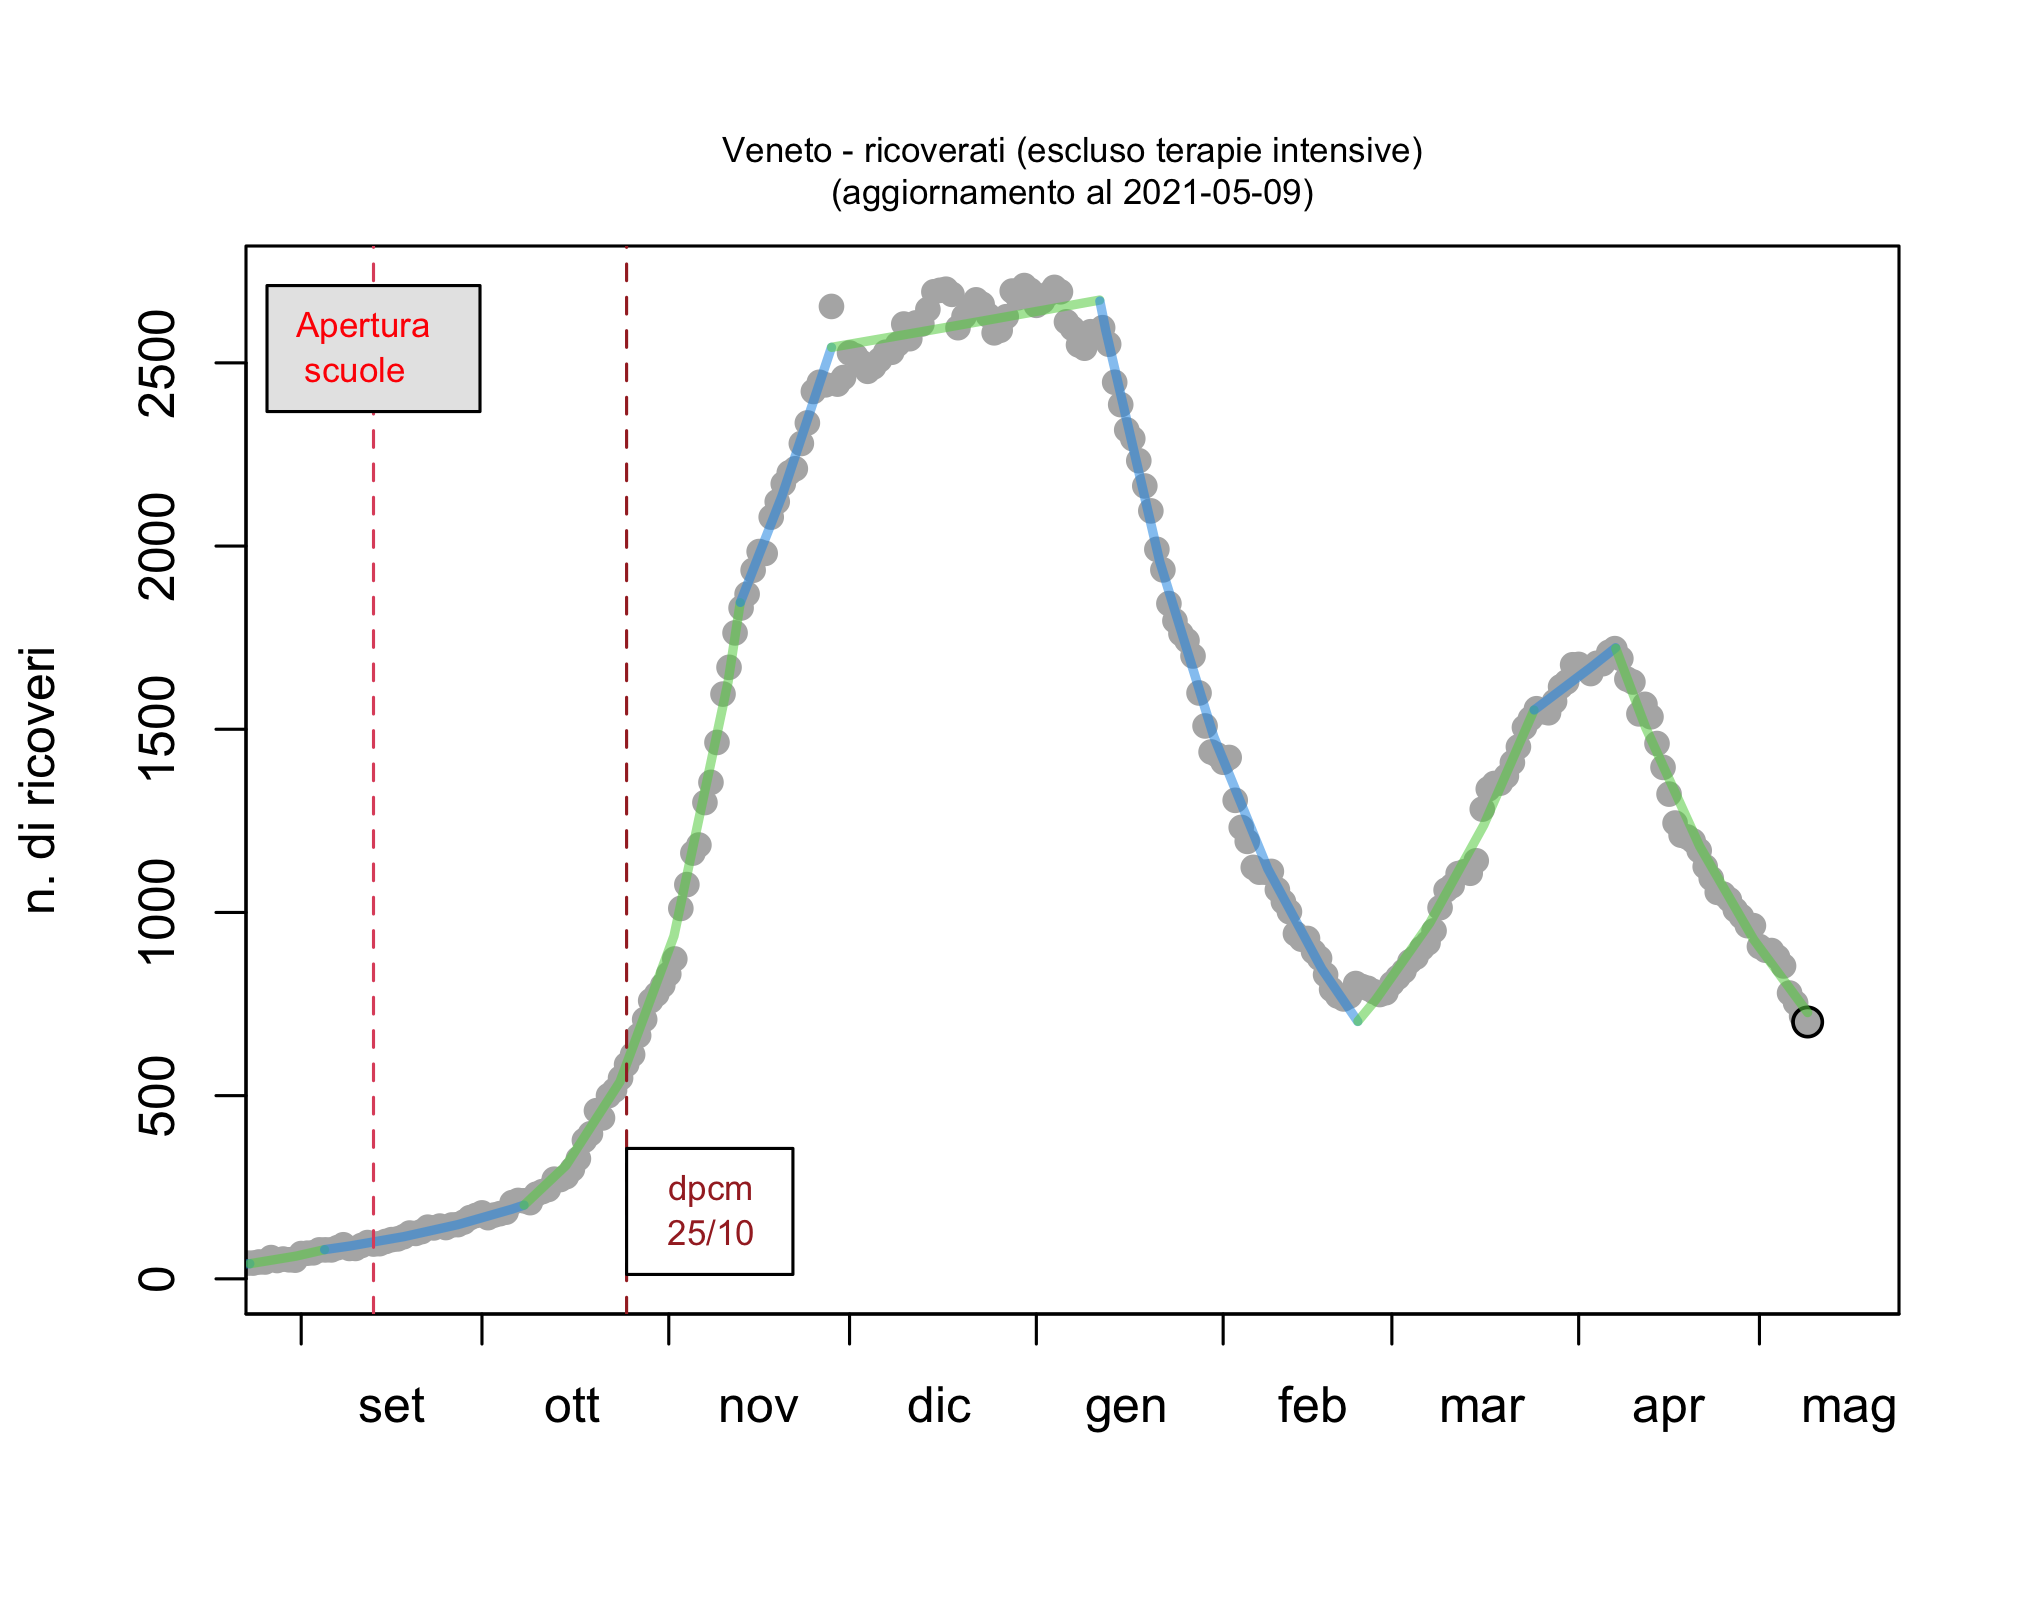 Veneto - ricoverati (escluso terapie intensive)
(aggiornamento al 2021-05-09)
Apertura
scuole
dpcm
25/10
n. di ricoveri
2500
2000
1500
1000
500
0
set ott nov dic gen feb mar apr mag